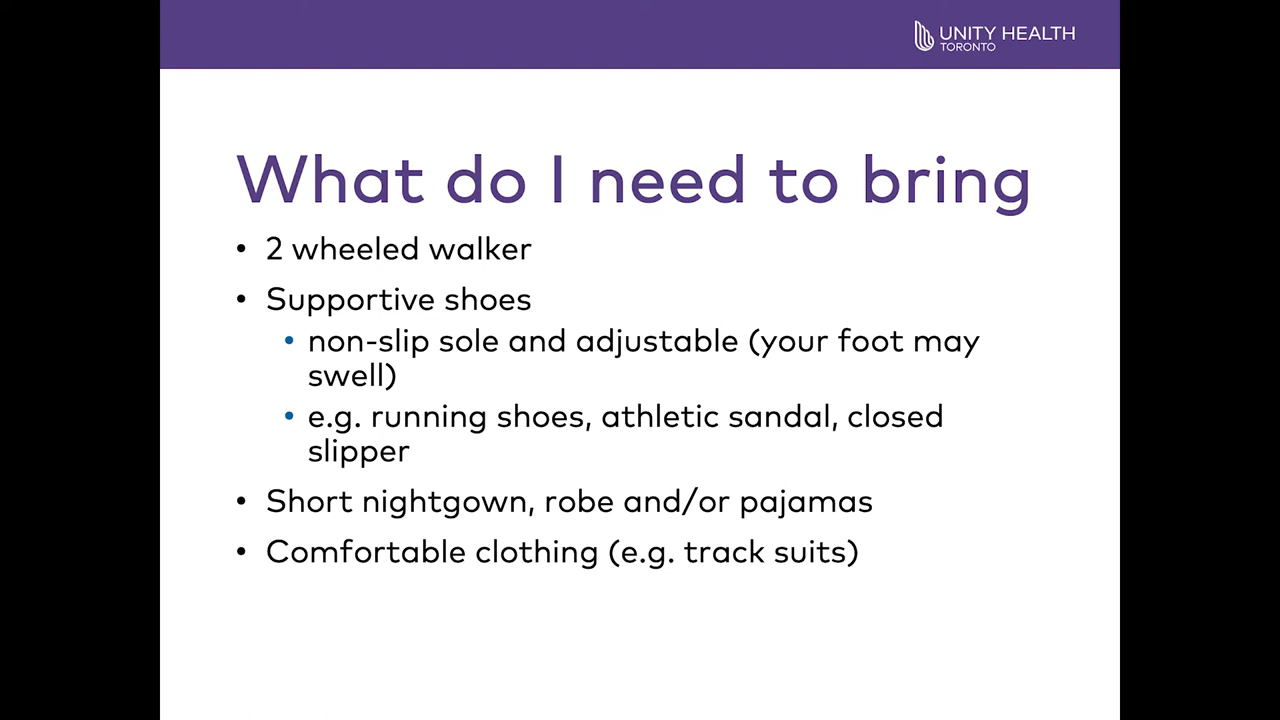 UNITY HEALTH
TORONTO
What do I need to bring
• 2 wheeled walker
• Supportive shoes
• non-slip sole and adjustable (your foot may
swell)
• e.g. running shoes, athletic sandal, closed
slipper
• Short nightgown, robe and/or pajamas
• Comfortable clothing (e.g. track suits)